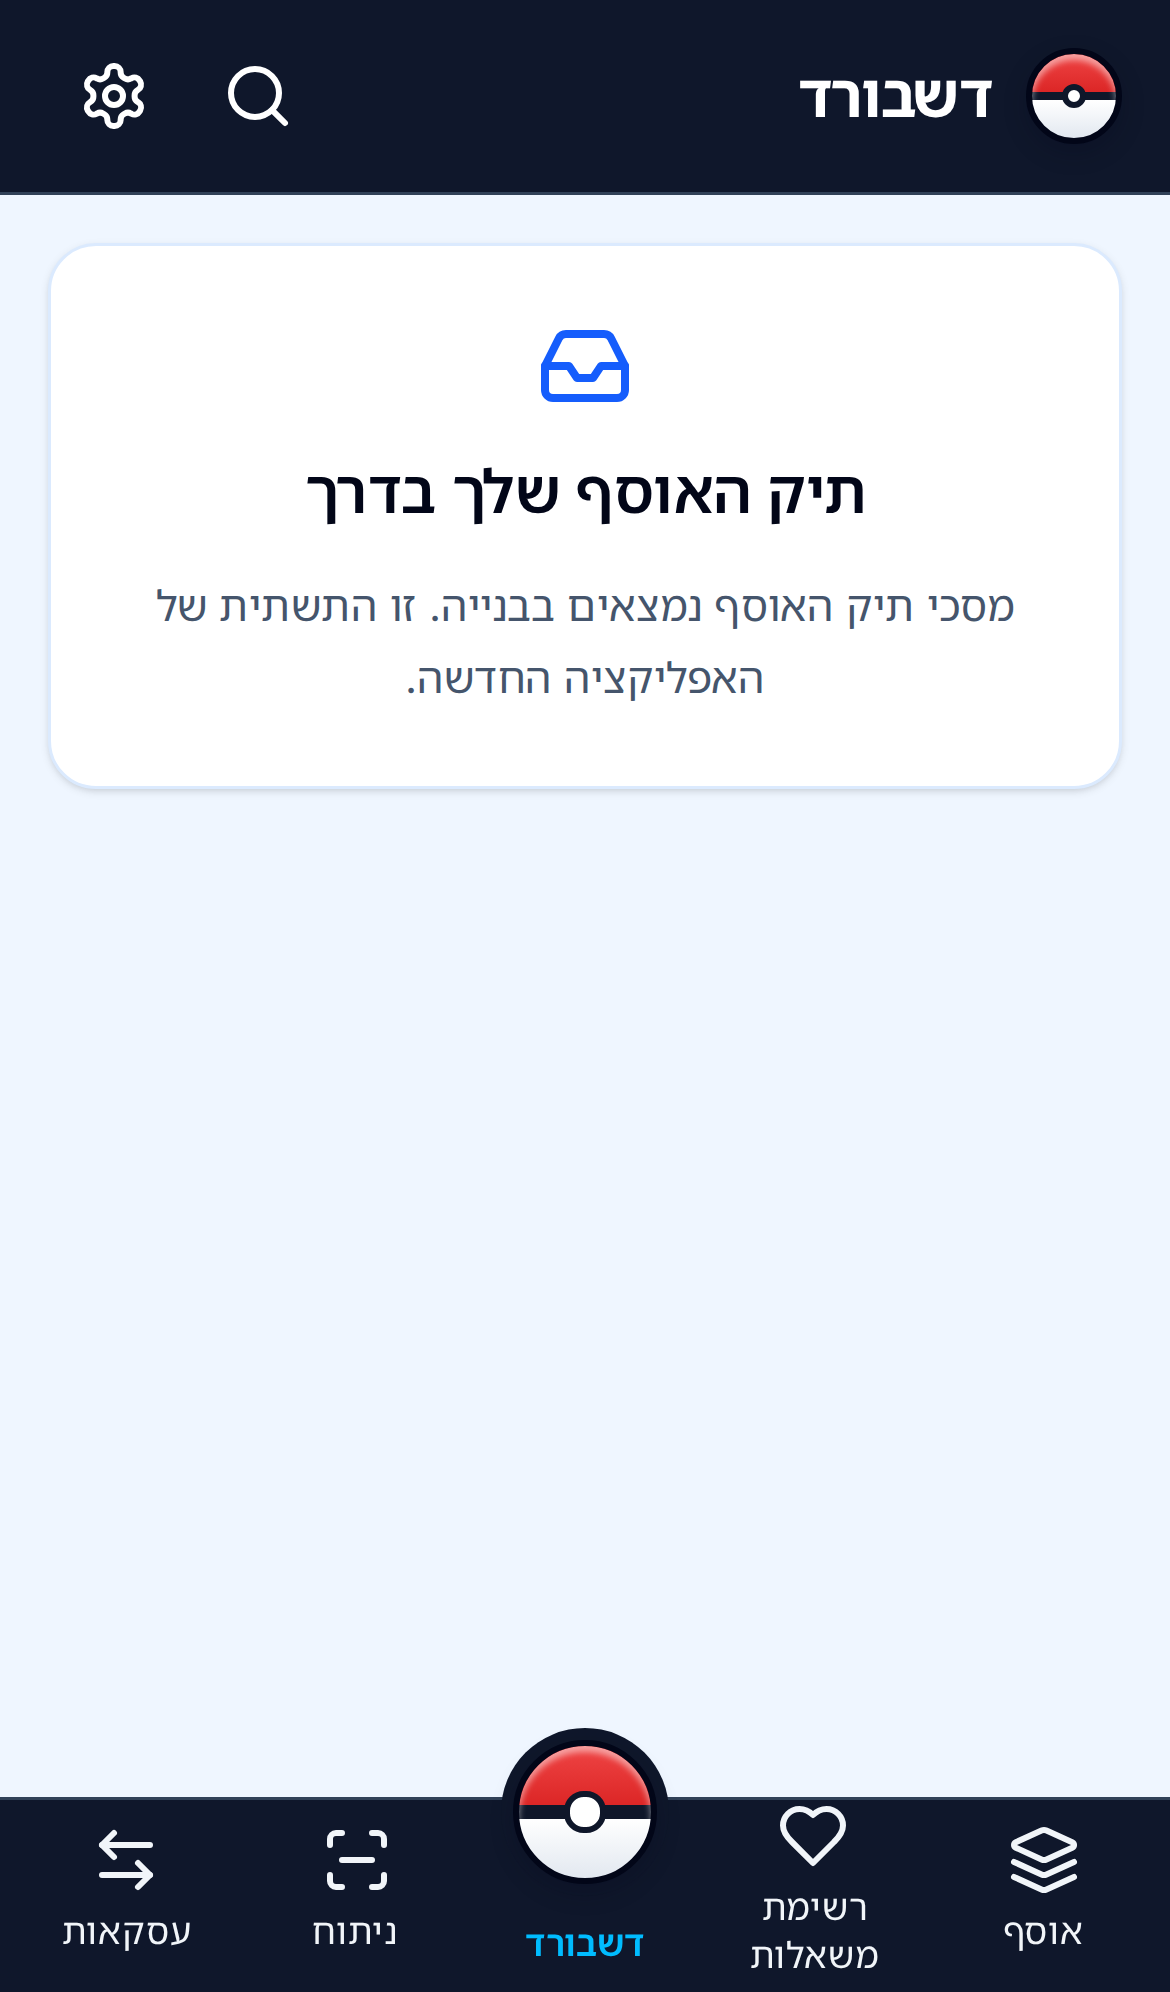 דשבורד
תיק האוסף שלך בדרך
מסכי תיק האוסף נמצאים בבנייה. זו התשתית של
האפליקציה החדשה.
אוסף
רשימת
משאלות
דשבורד
ניתוח
עסקאות